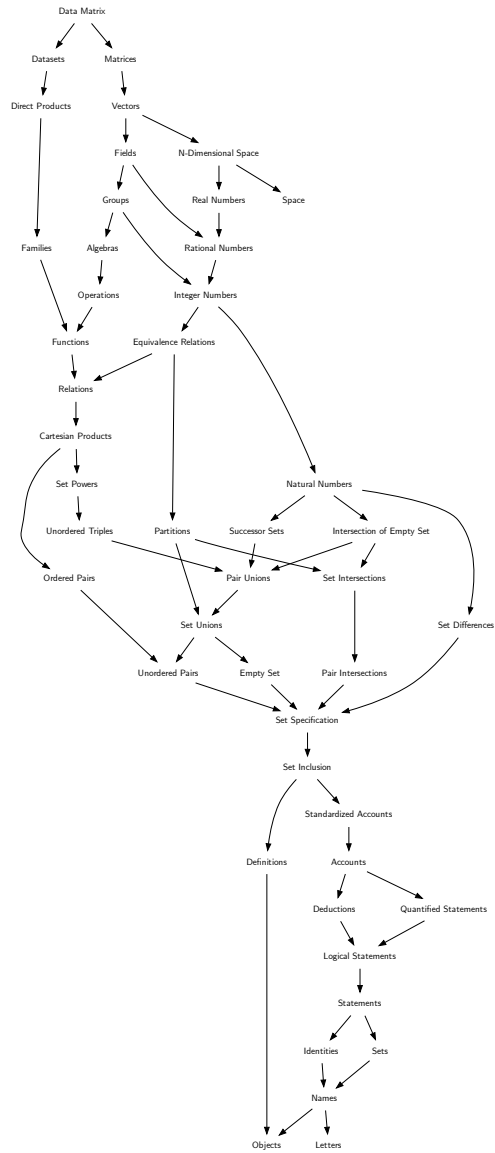 Data Matrix
Datasets
Matrices
Direct Products
Vectors
Fields
N-Dimensional Space
Groups
Real Numbers
Space
Families
Algebras
Rational Numbers
Operations
Integer Numbers
Functions
Equivalence Relations
Relations
Cartesian Products
Set Powers
Natural Numbers
Unordered Triples
Partitions
Successor Sets
Intersection of Empty Set
Ordered Pairs
Pair Unions
Set Intersections
Set Unions
Set Differences
Unordered Pairs
Empty Set
Pair Intersections
Set Specification
Set Inclusion
Standardized Accounts
Definitions
Accounts
Deductions
Quantified Statements
Logical Statements
Statements
Identities
Sets
Names
Objects
Letters